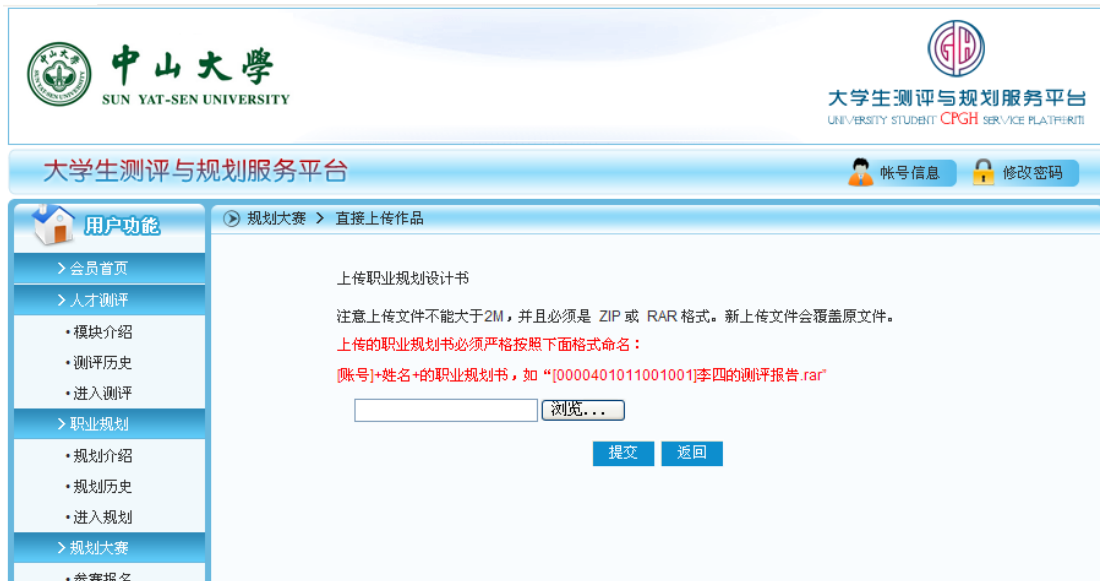 中山大學
SUN YAT-SEN UNIVERSITY
大学生测评与规划服务平台
UNIVERSITY STUDENT CPGH SERVICE PLATFORM
大学生测评与规划服务平台
帐号信息
修改密码
用户功能
规划大赛 > 直接上传作品
> 会员首页
> 人才测评
•模块介绍
•测评历史
•进入测评
> 职业规划
•规划介绍
•规划历史
•进入规划
> 规划大赛
•参赛报名
上传职业规划设计书
注意上传文件不能大于2M，并且必须是 ZIP 或 RAR 格式。新上传文件会覆盖原文件。
上传的职业规划书必须严格按照下面格式命名：
[账号]+姓名+的职业规划书，如“[0000401011001001]李四的测评报告.rar”
浏览...
提交
返回